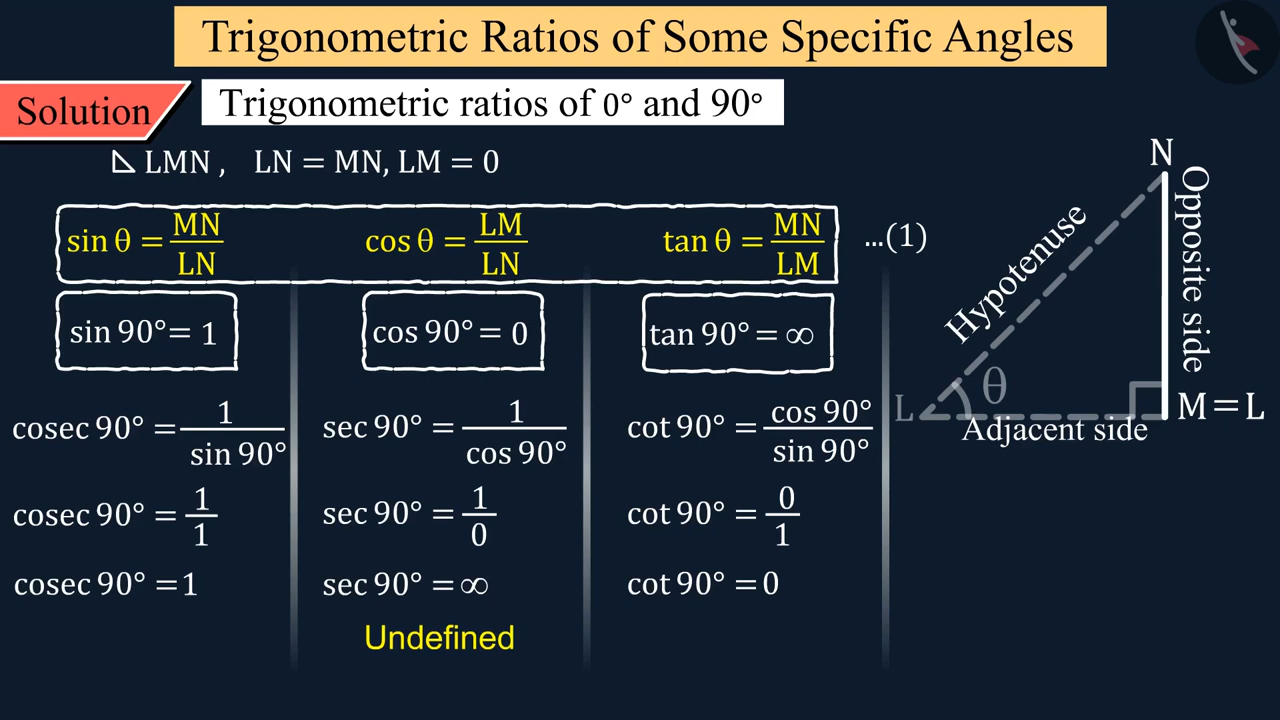 Trigonometric Ratios of Some Specific Angles
Solution
Trigonometric ratios of 0° and 90°
⊿ LMN , LN = MN, LM = 0
sin θ = MN/LN cos θ = LM/LN tan θ = MN/LM ...(1)
sin 90° = 1 cos 90° = 0 tan 90° = ∞
cosec 90° = 1/sin 90° sec 90° = 1/cos 90° cot 90° = cos 90°/sin 90°
cosec 90° = 1/1 sec 90° = 1/0 cot 90° = 0/1
cosec 90° = 1 sec 90° = ∞ cot 90° = 0
Undefined
N
Hypotenuse
Opposite side
L
θ
M = L
Adjacent side